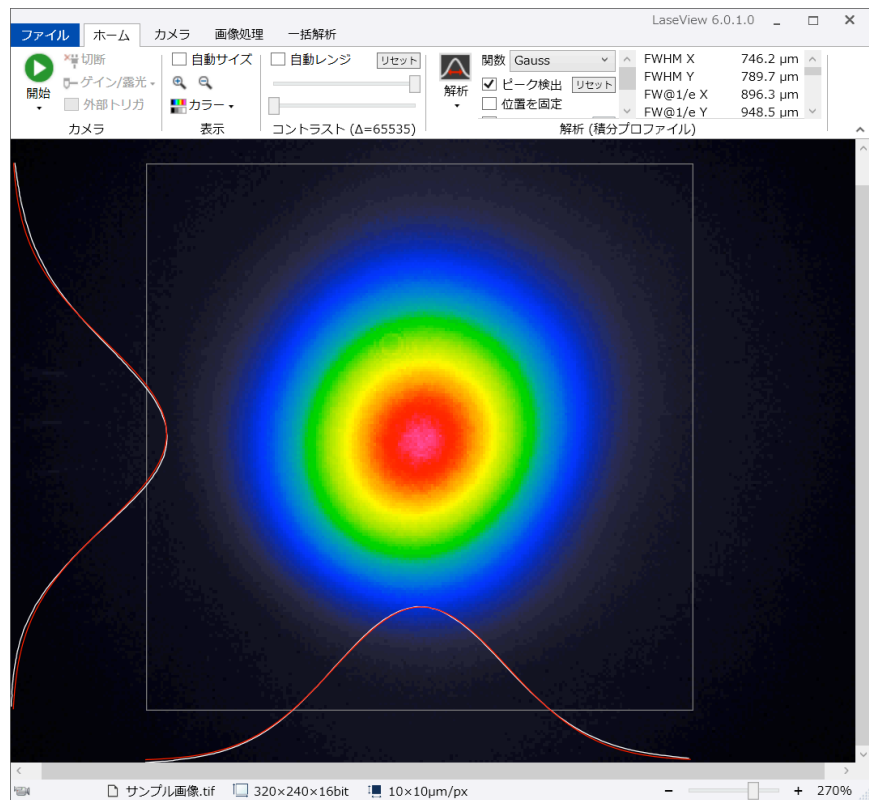 LaseView 6.0.1.0
ファイル ホーム カメラ 画像処理 一括解析
開始
切断
ゲイン/露光
外部トリガ
カメラ
自動サイズ
カラー
表示
自動レンジ リセット
コントラスト (Δ=65535)
解析
関数 Gauss
ピーク検出 リセット
位置を固定
FWHM X 746.2 μm
FWHM Y 789.7 μm
FW@1/e X 896.3 μm
FW@1/e Y 948.5 μm
解析 (積分プロファイル)
サンプル画像.tif 320×240×16bit 10×10μm/px 270%